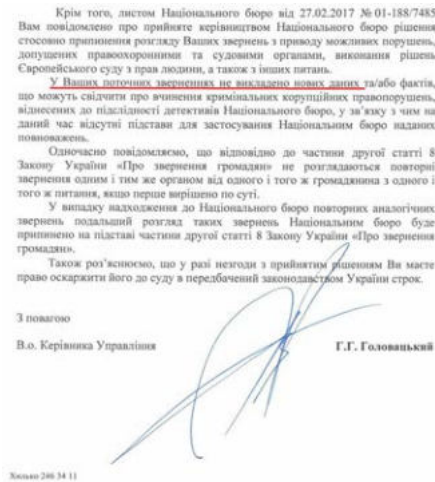 Крім того, листом Національного бюро від 27.02.2017 № 01-188/7485
Вам повідомлено про прийняте керівництвом Національного бюро рішення
стосовно припинення розгляду Ваших звернень з приводу можливих порушень,
допущених правоохоронними та судовими органами, виконання рішень
Європейського суду з прав людини, а також з інших питань.
У Ваших поточних зверненнях не викладено нових даних та/або фактів,
що можуть свідчити про вчинення кримінальних корупційних правопорушень,
віднесених до підслідності детективів Національного бюро, у зв’язку з чим на
даний час відсутні підстави для застосування Національним бюро наданих
повноважень.
Одночасно повідомляємо, що відповідно до частини другої статті 8
Закону України «Про звернення громадян» не розглядаються повторні
звернення одним і тим же органом від одного і того ж громадянина з одного і
того ж питання, якщо перше вирішено по суті.
У випадку надходження до Національного бюро повторних аналогічних
звернень подальший розгляд таких звернень Національним бюро буде
припинено на підставі частини другої статті 8 Закону України «Про звернення
громадян».
Також роз’яснюємо, що у разі незгоди з прийнятим рішенням Ви маєте
право оскаржити його до суду в передбачений законодавством України строк.
З повагою
В.о. Керівника Управління Г.Г. Головацький
Хилько 246 34 11